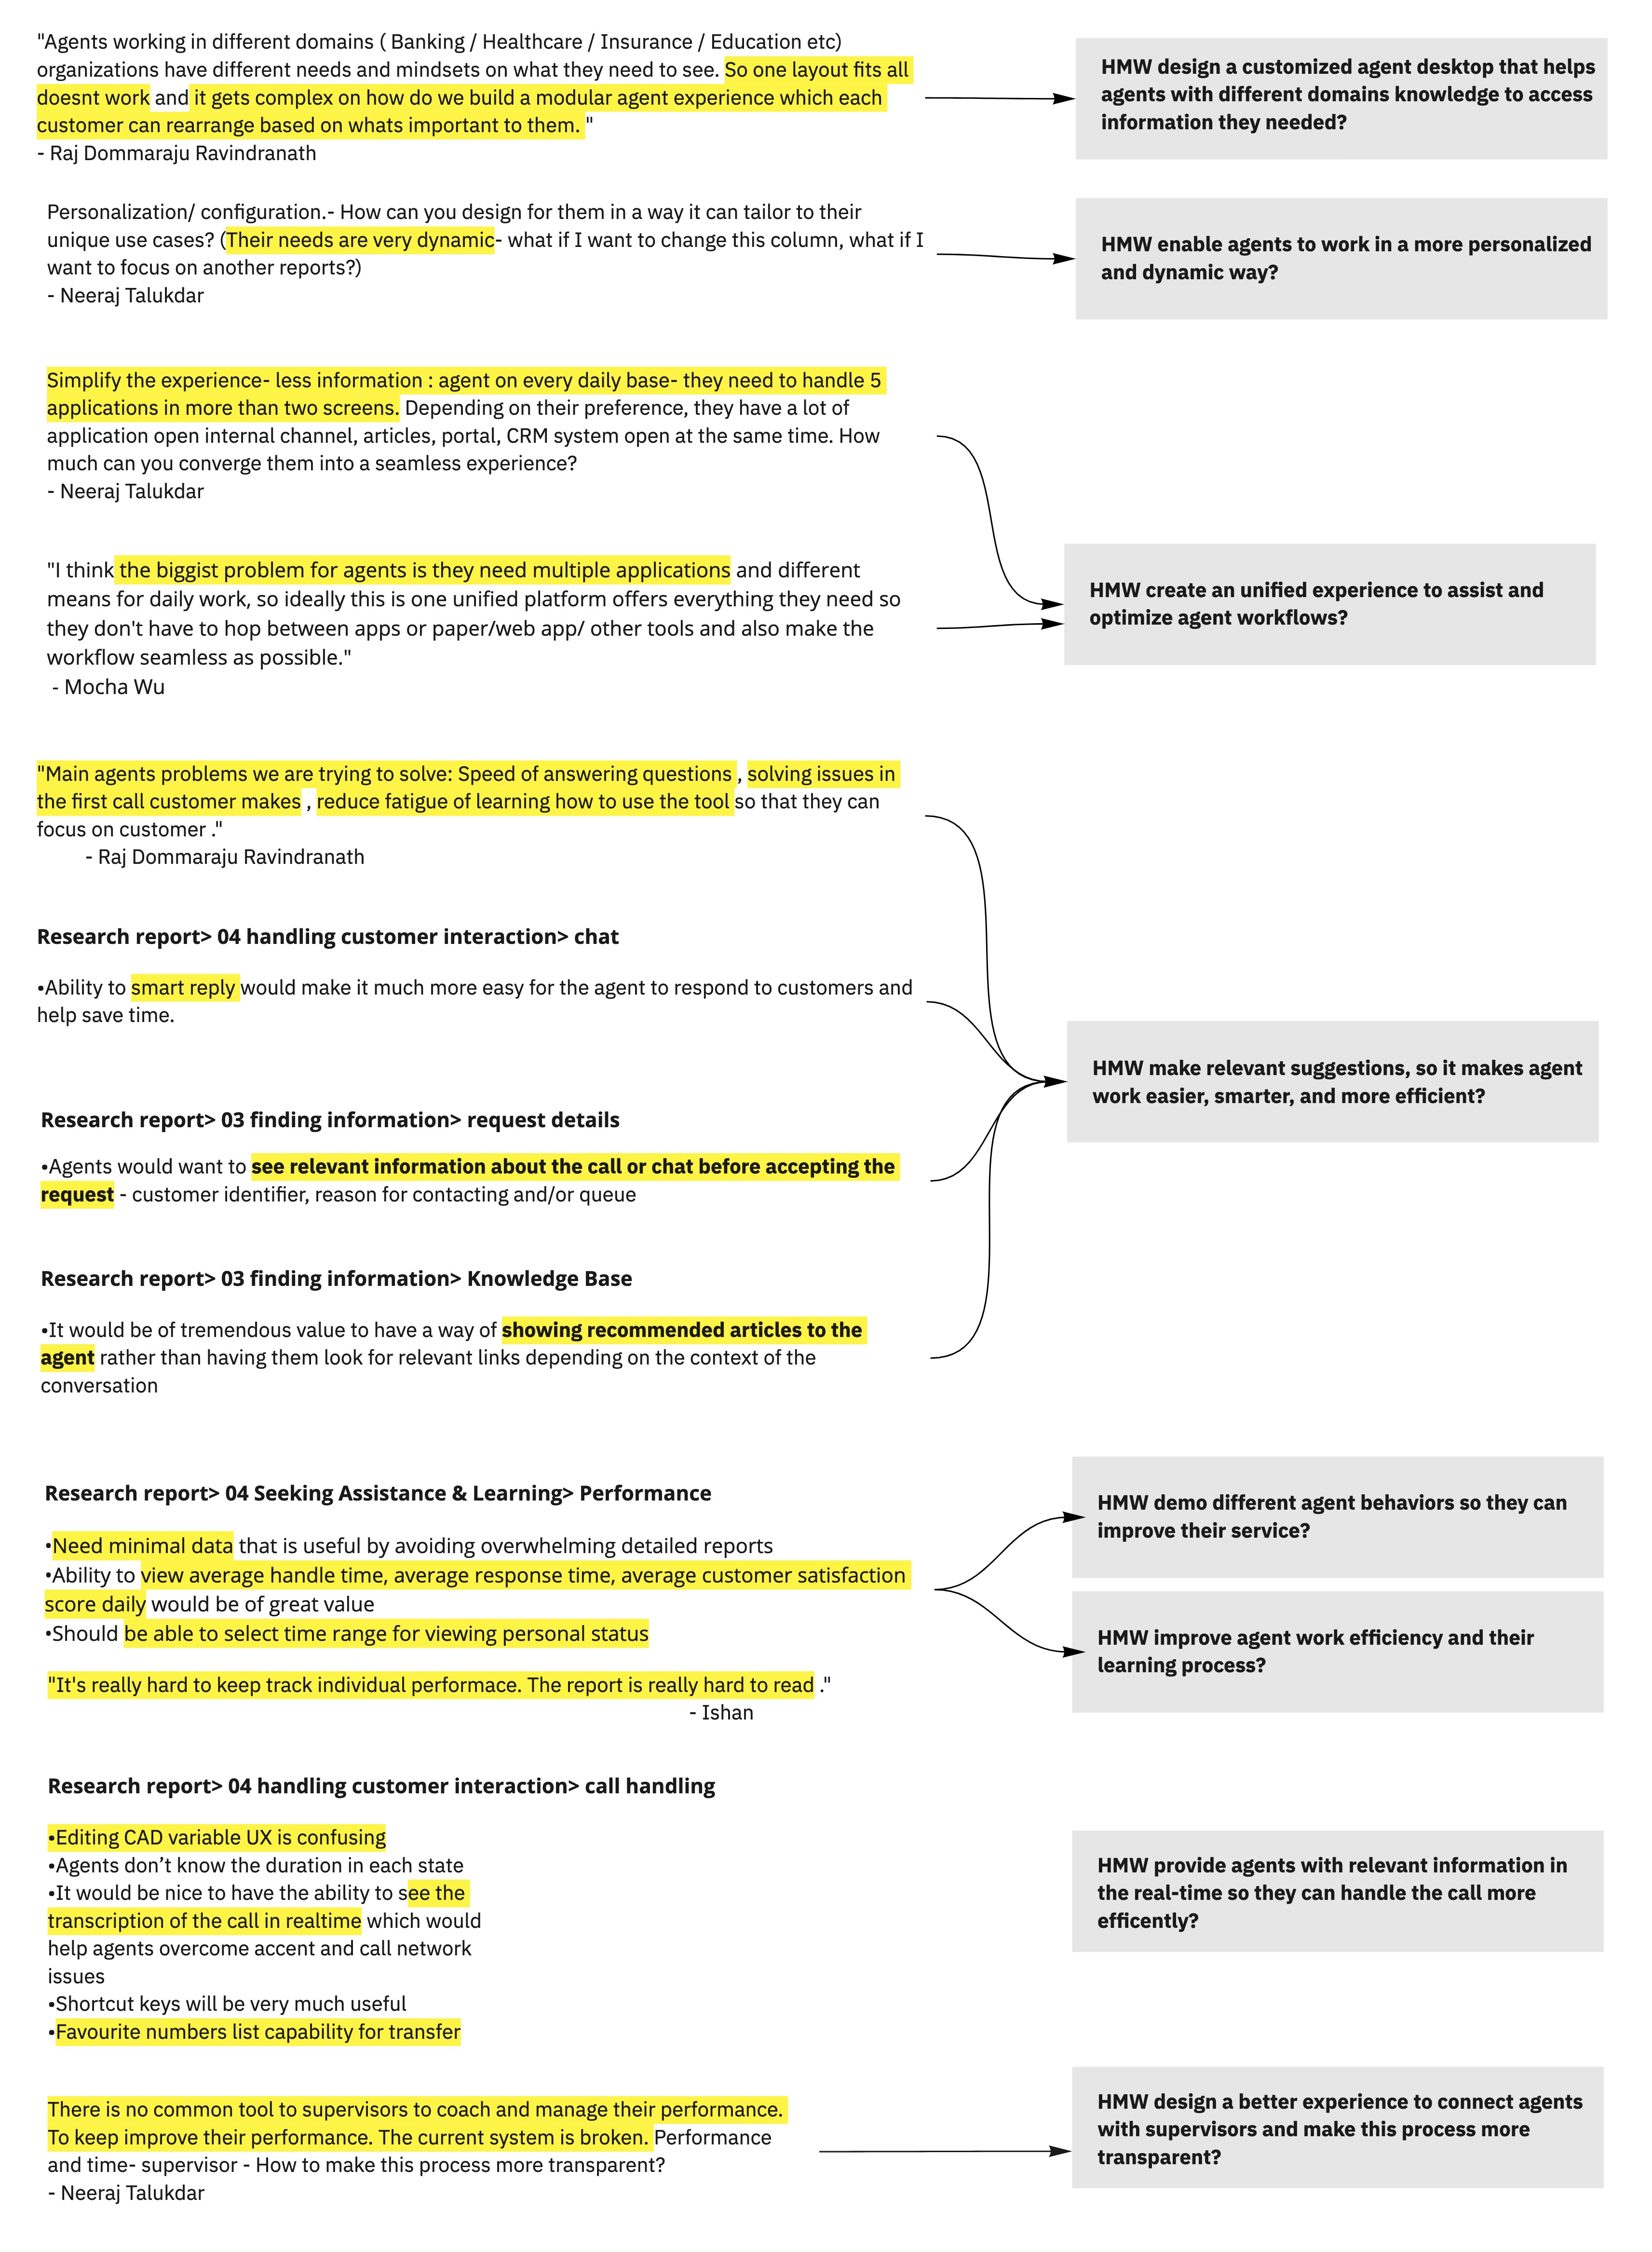 "Agents working in different domains ( Banking / Healthcare / Insurance / Education etc)
organizations have different needs and mindsets on what they need to see. So one layout fits all
doesnt work and it gets complex on how do we build a modular agent experience which each
customer can rearrange based on whats important to them. "
- Raj Dommaraju Ravindranath
HMW design a customized agent desktop that helps
agents with different domains knowledge to access
information they needed?
Personalization/ configuration.- How can you design for them in a way it can tailor to their
unique use cases? (Their needs are very dynamic- what if I want to change this column, what if I
want to focus on another reports?)
- Neeraj Talukdar
HMW enable agents to work in a more personalized
and dynamic way?
Simplify the experience- less information : agent on every daily base- they need to handle 5
applications in more than two screens. Depending on their preference, they have a lot of
application open internal channel, articles, portal, CRM system open at the same time. How
much can you converge them into a seamless experience?
- Neeraj Talukdar
"I think the biggist problem for agents is they need multiple applications and different
means for daily work, so ideally this is one unified platform offers everything they need so
they don't have to hop between apps or paper/web app/ other tools and also make the
workflow seamless as possible."
- Mocha Wu
HMW create an unified experience to assist and
optimize agent workflows?
"Main agents problems we are trying to solve: Speed of answering questions , solving issues in
the first call customer makes , reduce fatigue of learning how to use the tool so that they can
focus on customer ."
- Raj Dommaraju Ravindranath
Research report> 04 handling customer interaction> chat
•Ability to smart reply would make it much more easy for the agent to respond to customers and
help save time.
Research report> 03 finding information> request details
•Agents would want to see relevant information about the call or chat before accepting the
request - customer identifier, reason for contacting and/or queue
Research report> 03 finding information> Knowledge Base
•It would be of tremendous value to have a way of showing recommended articles to the
agent rather than having them look for relevant links depending on the context of the
conversation
HMW make relevant suggestions, so it makes agent
work easier, smarter, and more efficient?
Research report> 04 Seeking Assistance & Learning> Performance
•Need minimal data that is useful by avoiding overwhelming detailed reports
•Ability to view average handle time, average response time, average customer satisfaction
score daily would be of great value
•Should be able to select time range for viewing personal status
"It's really hard to keep track individual performace. The report is really hard to read ."
- Ishan
HMW demo different agent behaviors so they can
improve their service?
HMW improve agent work efficiency and their
learning process?
Research report> 04 handling customer interaction> call handling
•Editing CAD variable UX is confusing
•Agents don’t know the duration in each state
•It would be nice to have the ability to see the
transcription of the call in realtime which would
help agents overcome accent and call network
issues
•Shortcut keys will be very much useful
•Favourite numbers list capability for transfer
HMW provide agents with relevant information in
the real-time so they can handle the call more
efficently?
There is no common tool to supervisors to coach and manage their performance.
To keep improve their performance. The current system is broken. Performance
and time- supervisor - How to make this process more transparent?
- Neeraj Talukdar
HMW design a better experience to connect agents
with supervisors and make this process more
transparent?